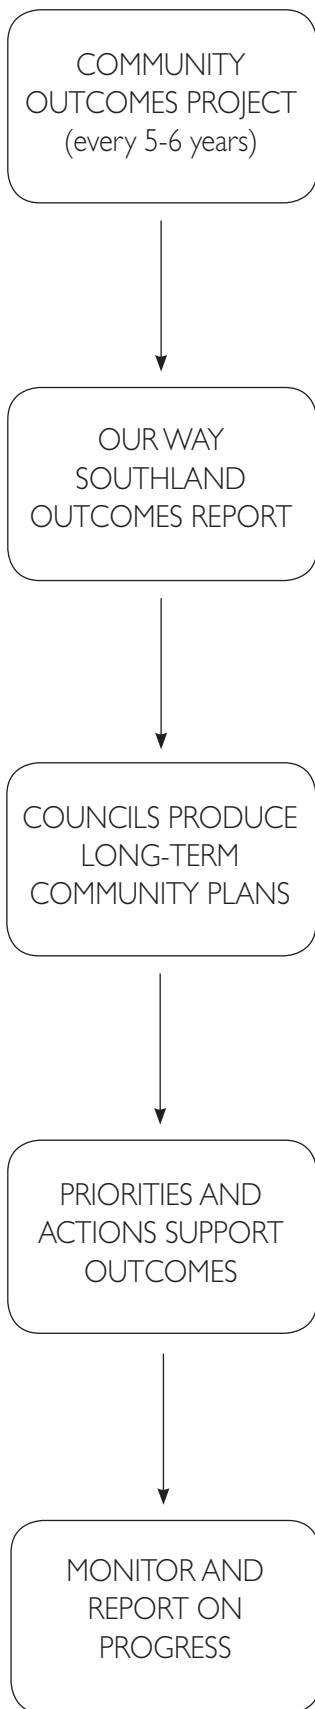 COMMUNITY
OUTCOMES PROJECT
(every 5-6 years)
OUR WAY
SOUTHLAND
OUTCOMES REPORT
COUNCILS PRODUCE
LONG-TERM
COMMUNITY PLANS
PRIORITIES AND
ACTIONS SUPPORT
OUTCOMES
MONITOR AND
REPORT ON
PROGRESS